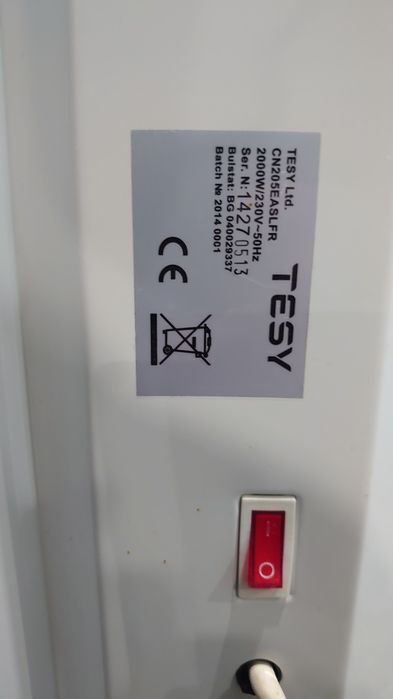 TESY Ltd.
CN205EASLFR
2000W/230V~50Hz
Ser. N: 14270513
Bulstat: BG 040029337
Batch № 2014 0001
TESY
CE